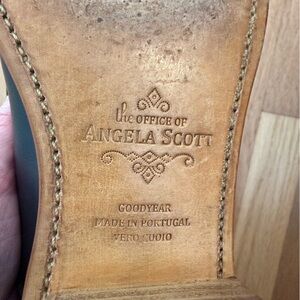 the OFFICE OF
ANGELA SCOTT
GOODYEAR
MADE IN PORTUGAL
VERO CUOIO